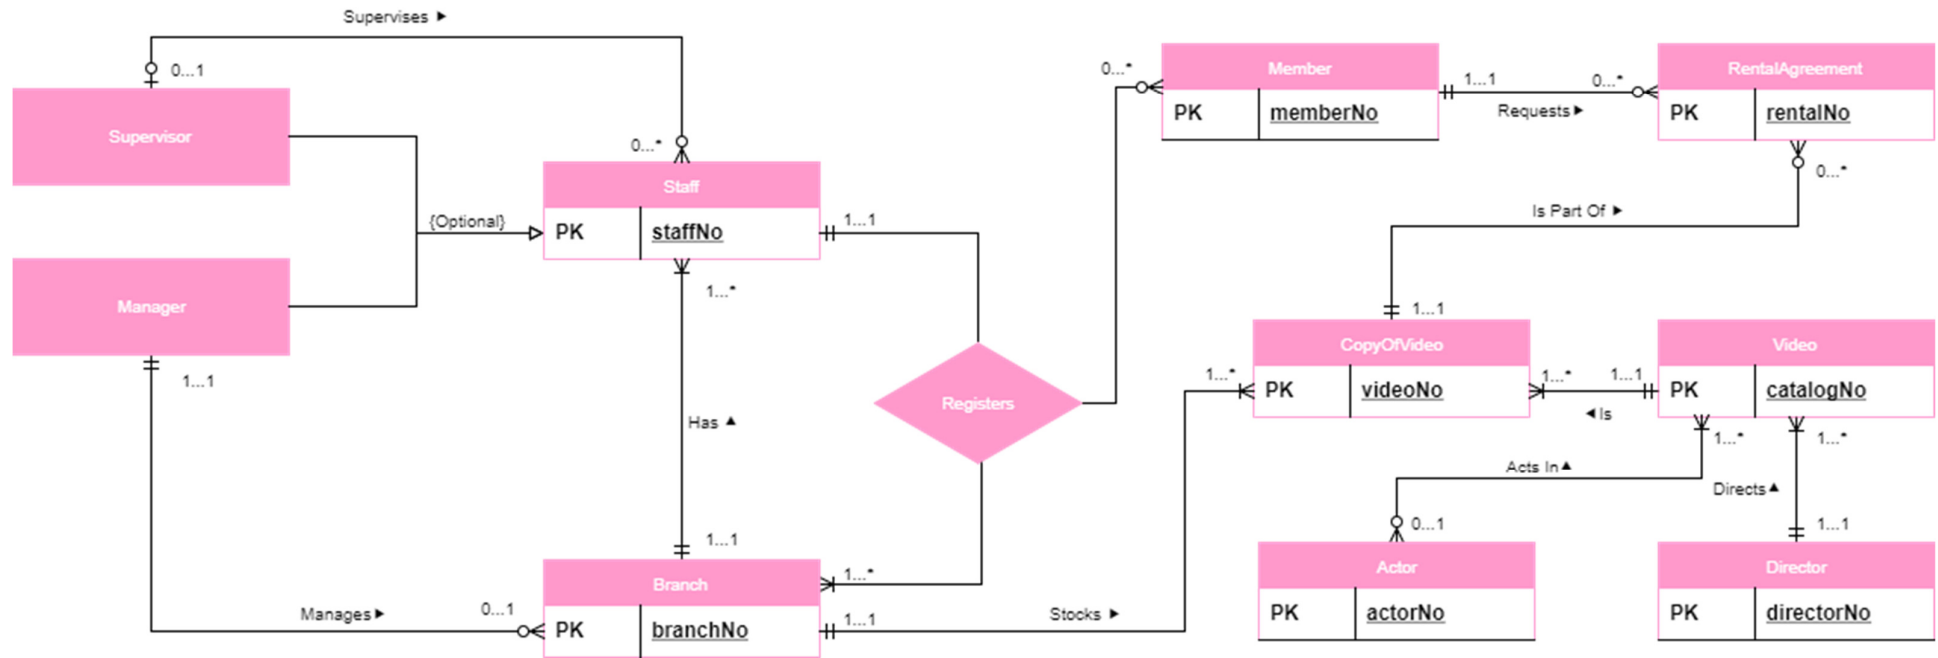 Supervises ►
0...1
Supervisor
0...*
Staff
PK staffNo
{Optional}
1...1
1...*
Manager
1...1
Has ▲
Registers
1...1
Branch
PK branchNo
1...*
1...1
Manages ►
0...1
Stocks ►
0...*
Member
PK memberNo
1...1
Requests ►
0...*
RentalAgreement
PK rentalNo
0...*
Is Part Of ►
1...1
CopyOfVideo
PK videoNo
1...*
1...*
1...1
◄ Is
Video
PK catalogNo
1...*
1...*
Acts In ▲
Directs ▲
0...1
1...1
Actor
PK actorNo
Director
PK directorNo